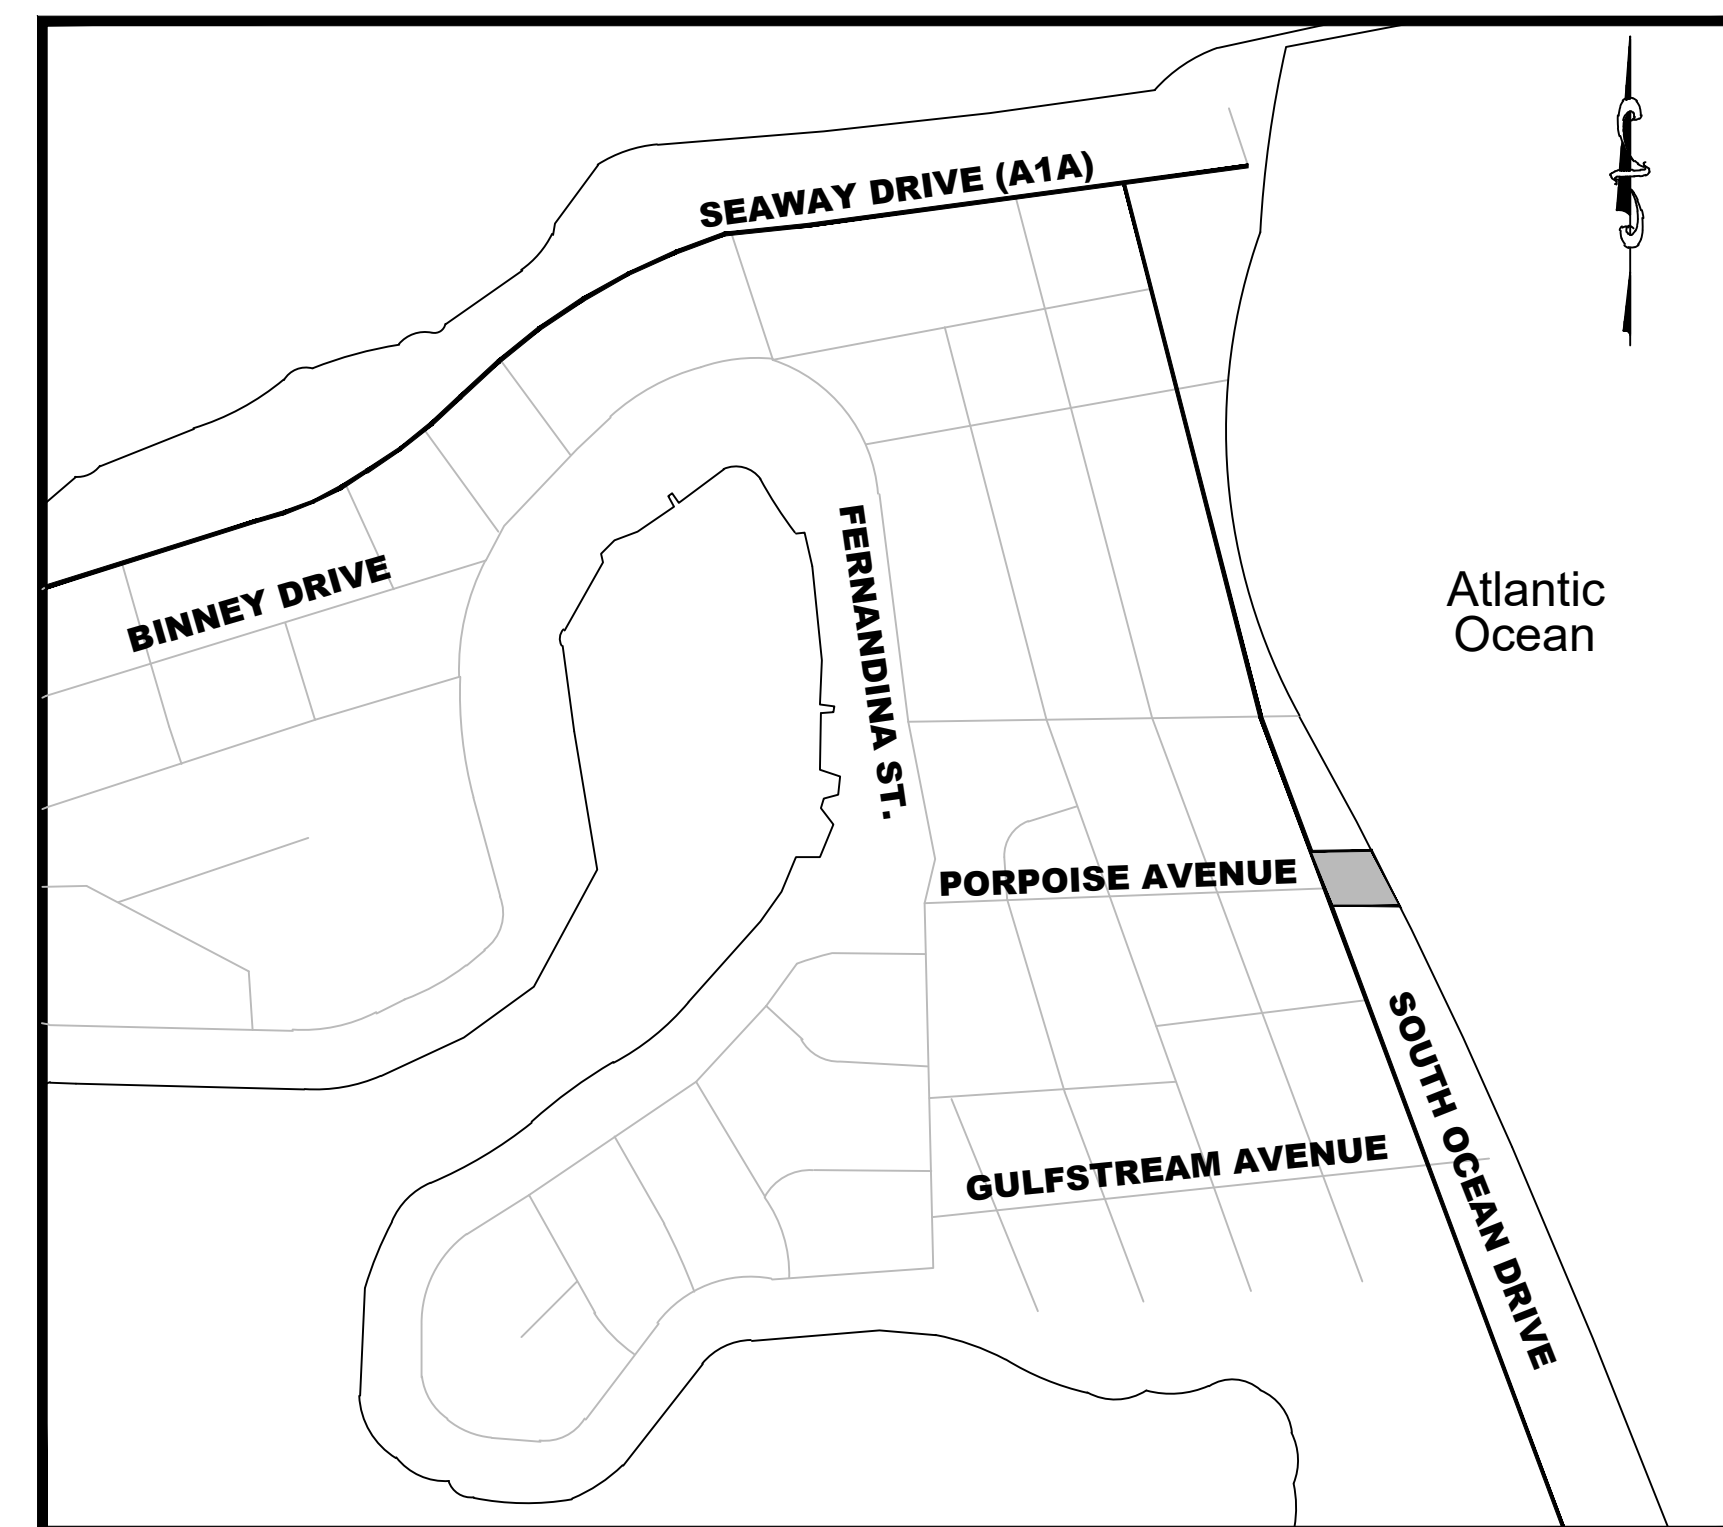 SEAWAY DRIVE (A1A)
BINNEY DRIVE
FERNANDINA ST.
Atlantic
Ocean
PORPOISE AVENUE
SOUTH OCEAN DRIVE
GULFSTREAM AVENUE